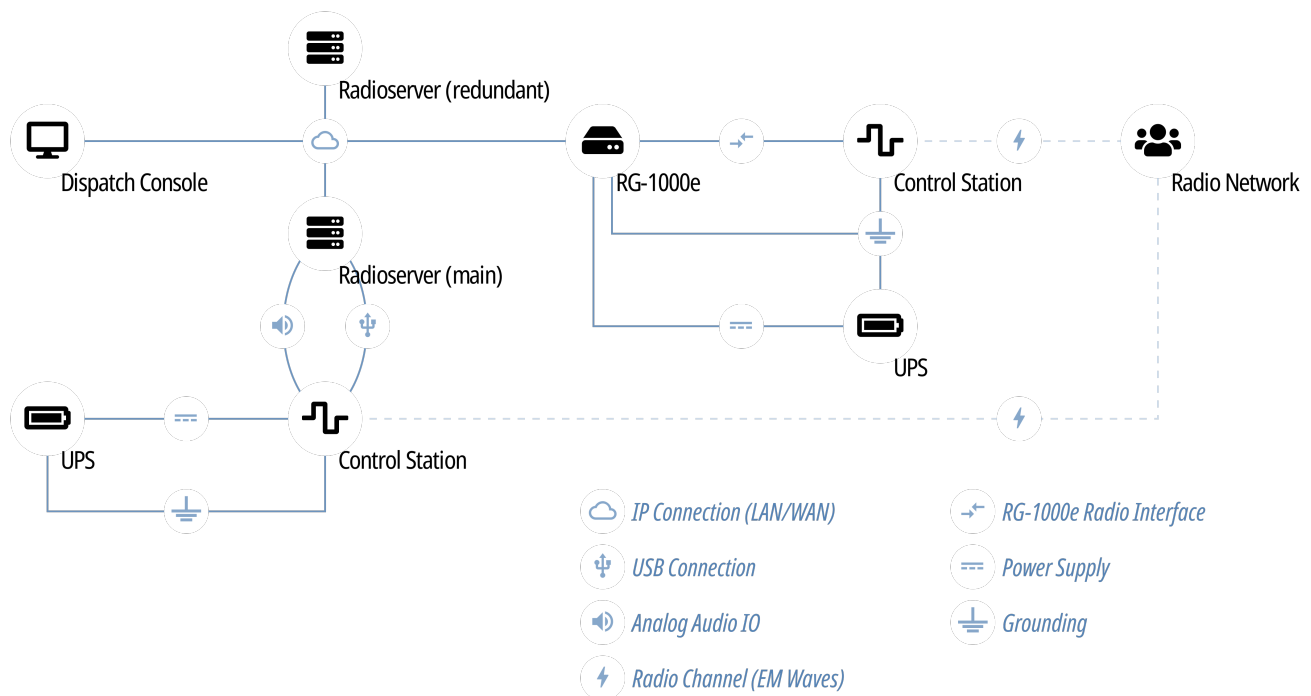 Radioserver (redundant)
Dispatch Console
RG-1000e
Control Station
Radio Network
Radioserver (main)
UPS
UPS
Control Station
IP Connection (LAN/WAN)
RG-1000e Radio Interface
USB Connection
Power Supply
Analog Audio IO
Grounding
Radio Channel (EM Waves)